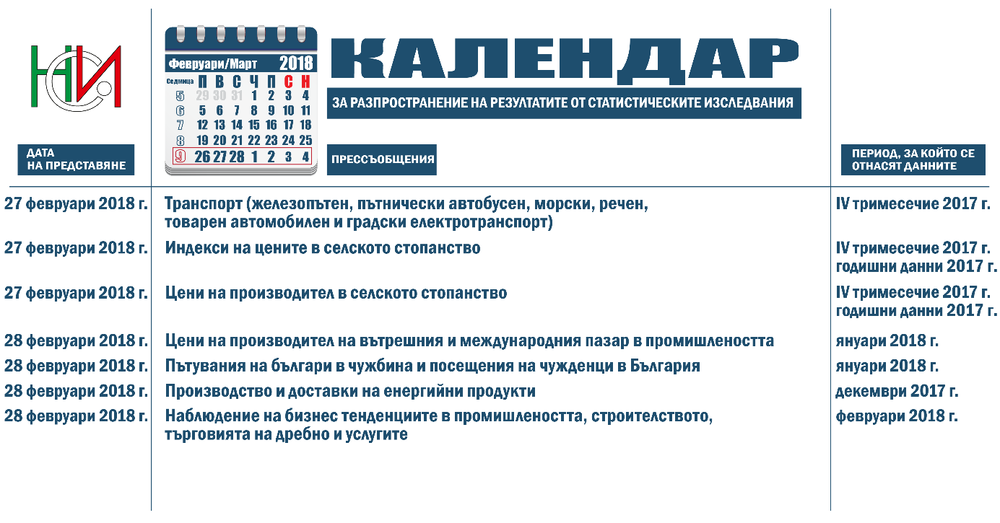 НСИ
Февруари/Март 2018
Седмица П В С Ч П С Н
5 29 30 31 1 2 3 4
6 5 6 7 8 9 10 11
7 12 13 14 15 16 17 18
8 19 20 21 22 23 24 25
9 26 27 28 1 2 3 4
КАЛЕНДАР
ЗА РАЗПРОСТРАНЕНИЕ НА РЕЗУЛТАТИТЕ ОТ СТАТИСТИЧЕСКИТЕ ИЗСЛЕДВАНИЯ
ДАТА
НА ПРЕДСТАВЯНЕ
ПРЕССЪОБЩЕНИЯ
ПЕРИОД, ЗА КОЙТО СЕ
ОТНАСЯТ ДАННИТЕ
27 февруари 2018 г. Транспорт (железопътен, пътнически автобусен, морски, речен, IV тримесечие 2017 г.
товарен автомобилен и градски електротранспорт)
27 февруари 2018 г. Индекси на цените в селското стопанство IV тримесечие 2017 г.
годишни данни 2017 г.
27 февруари 2018 г. Цени на производител в селското стопанство IV тримесечие 2017 г.
годишни данни 2017 г.
28 февруари 2018 г. Цени на производител на вътрешния и международния пазар в промишлеността януари 2018 г.
28 февруари 2018 г. Пътувания на българи в чужбина и посещения на чужденци в България януари 2018 г.
28 февруари 2018 г. Производство и доставки на енергийни продукти декември 2017 г.
28 февруари 2018 г. Наблюдение на бизнес тенденциите в промишлеността, строителството, февруари 2018 г.
търговията на дребно и услугите